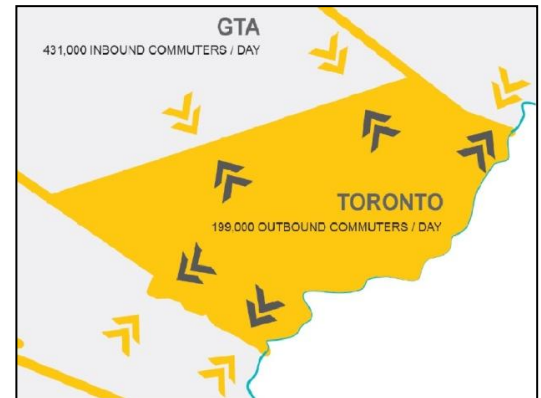 GTA
431,000 INBOUND COMMUTERS / DAY
TORONTO
199,000 OUTBOUND COMMUTERS / DAY